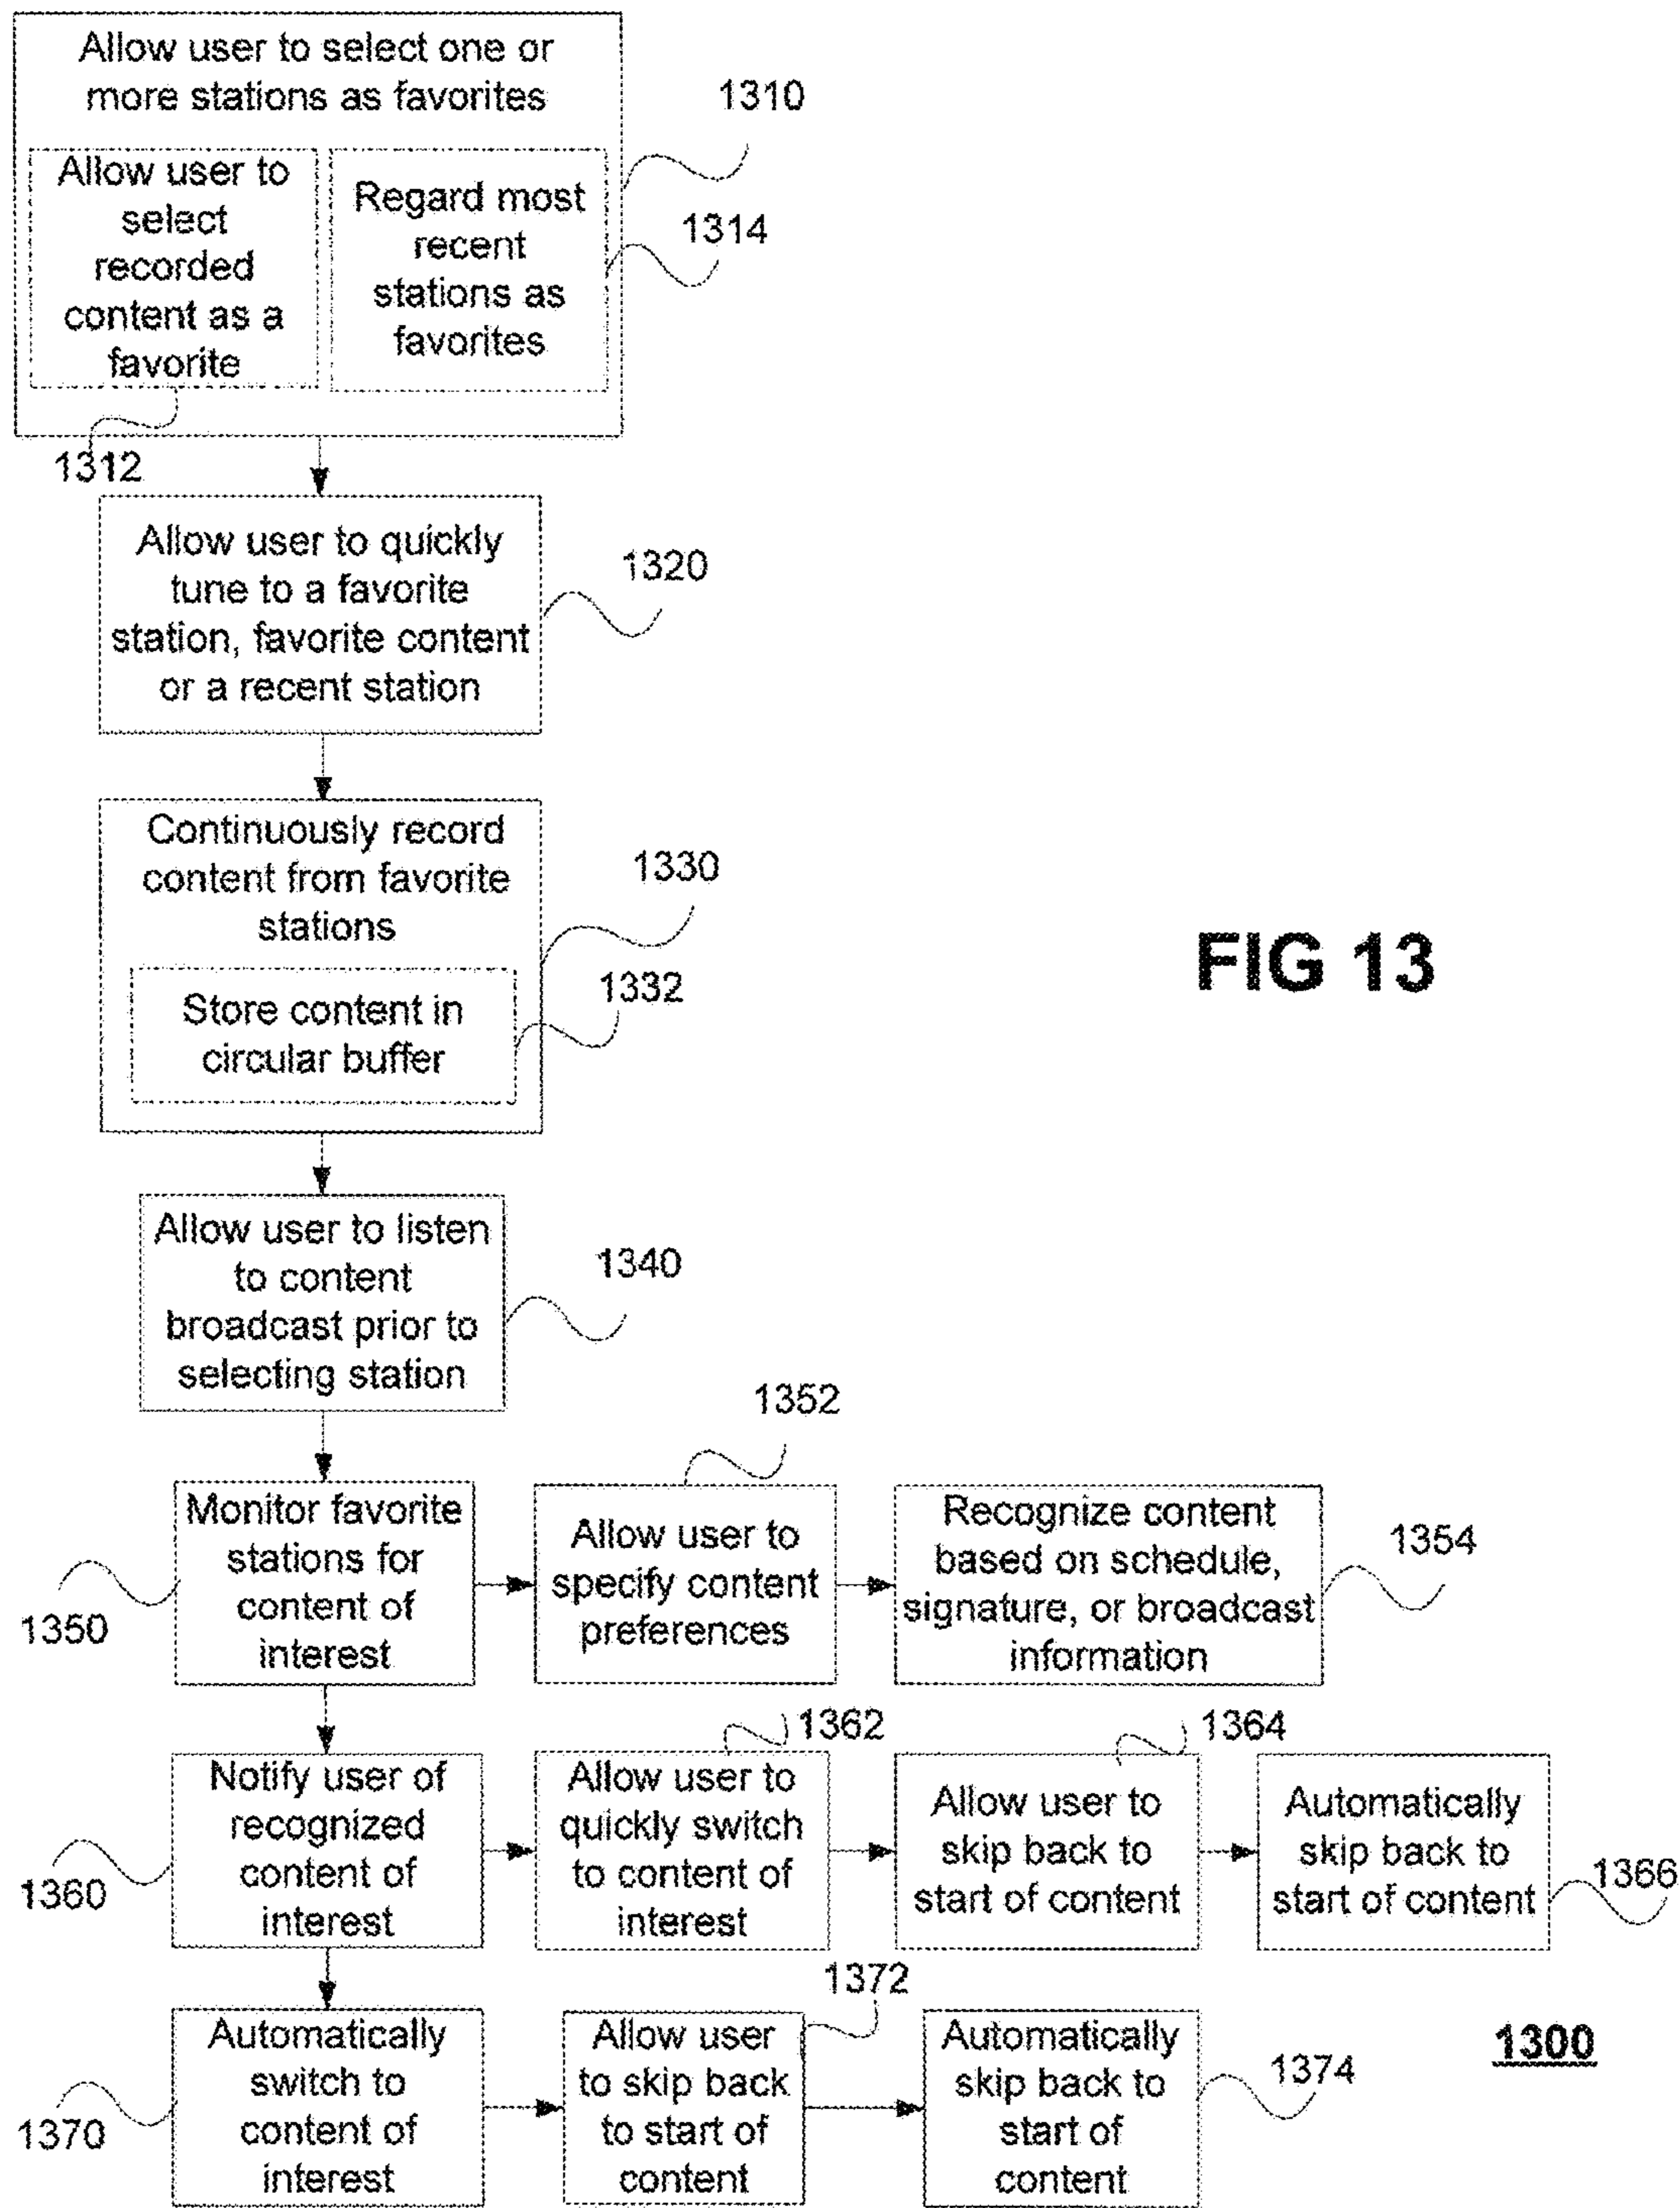 Allow user to select one or
more stations as favorites
1310
Allow user to
select
recorded
content as a
favorite
Regard most
recent
stations as
favorites
1314
1312
Allow user to quickly
tune to a favorite
station, favorite content
or a recent station
1320
Continuously record
content from favorite
stations
1330
Store content in
circular buffer
1332
FIG 13
Allow user to listen
to content
broadcast prior to
selecting station
1340
Monitor favorite
stations for
content of
interest
1350
1352
Allow user to
specify content
preferences
Recognize content
based on schedule,
signature, or broadcast
information
1354
Notify user of
recognized
content of
interest
1360
1362
Allow user to
quickly switch
to content of
interest
1364
Allow user to
skip back to
start of content
Automatically
skip back to
start of content
1366
Automatically
switch to
content of
interest
1370
1372
Allow user
to skip back
to start of
content
Automatically
skip back to
start of
content
1374
1300